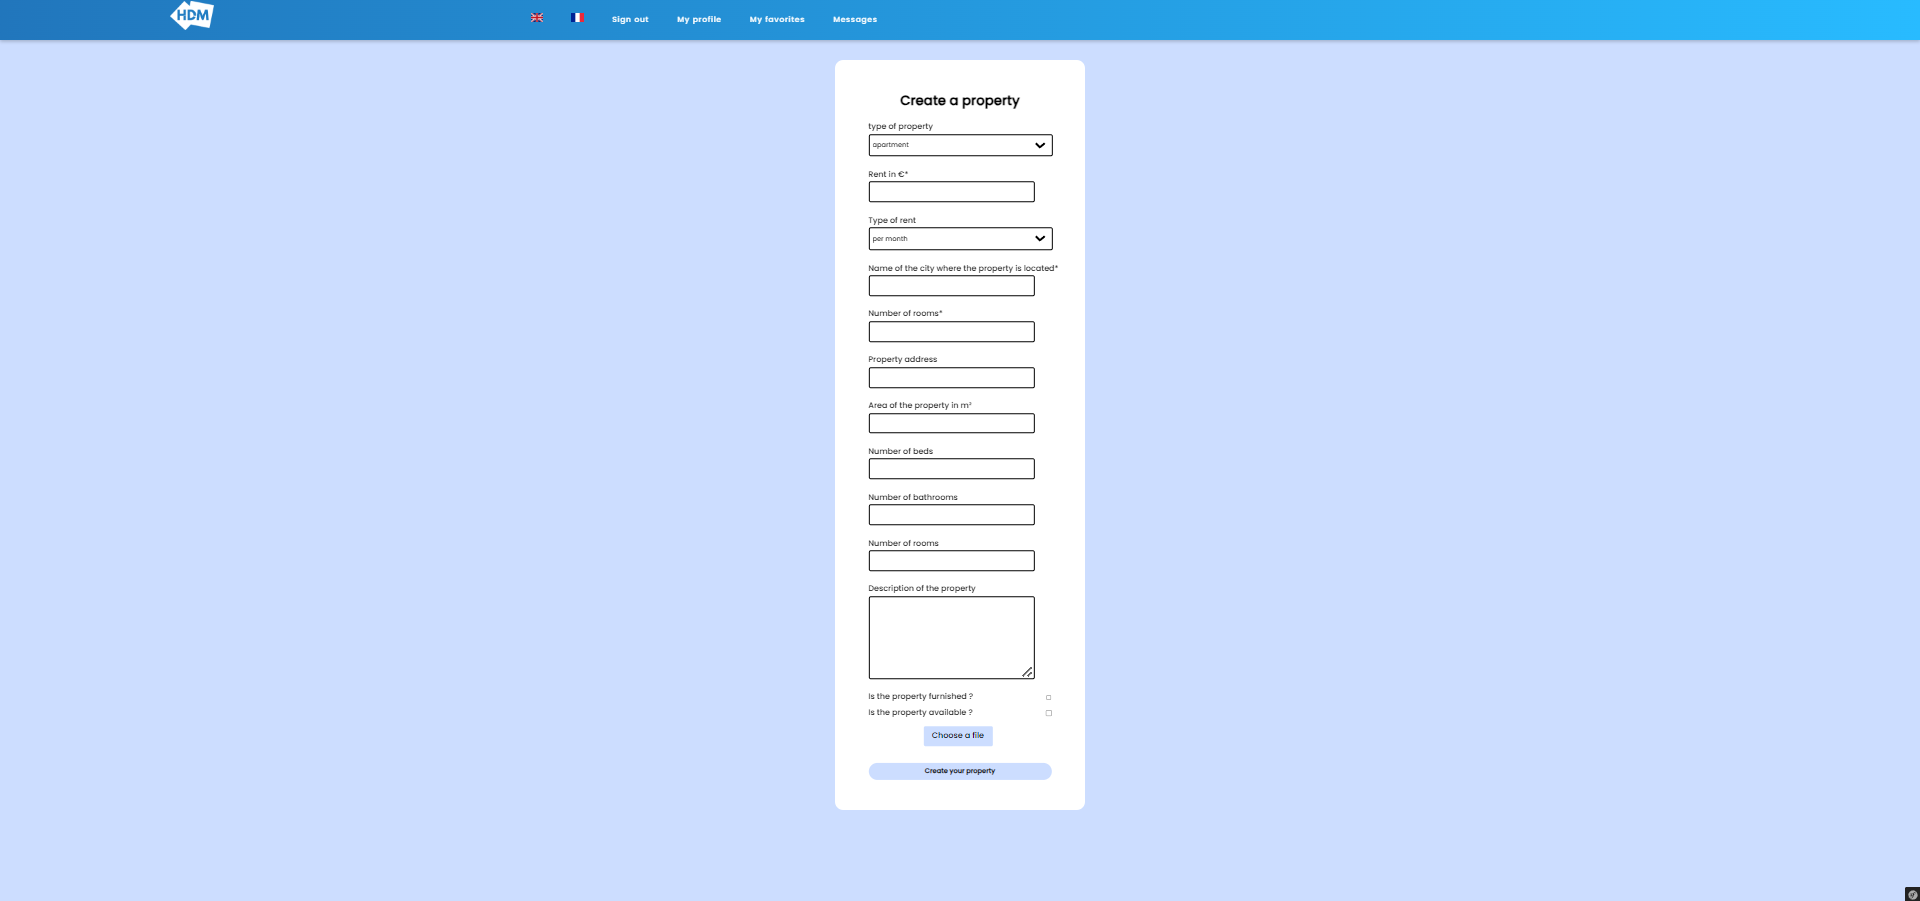 HDM
Sign out
My profile
My favorites
Messages
Create a property
type of property
apartment
Rent in €*
Type of rent
per month
Name of the city where the property is located*
Number of rooms*
Property address
Area of the property in m²
Number of beds
Number of bathrooms
Number of rooms
Description of the property
Is the property furnished ?
Is the property available ?
Choose a file
Create your property